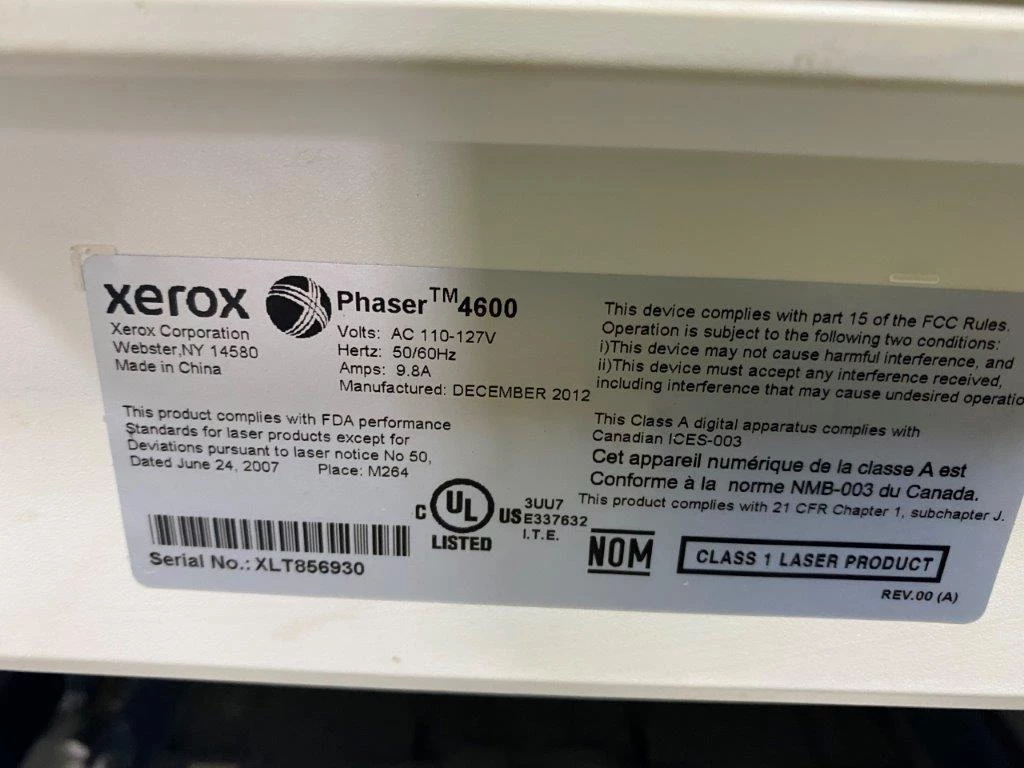 xerox
Phaser™4600
Xerox Corporation
Webster,NY 14580
Made in China
Volts: AC 110-127V
Hertz: 50/60Hz
Amps: 9.8A
Manufactured: DECEMBER 2012
This product complies with FDA performance
Standards for laser products except for
Deviations pursuant to laser notice No 50,
Dated June 24, 2007 Place: M264
Serial No.: XLT856930
C UL US
LISTED
3UU7
E337632
I.T.E.
This device complies with part 15 of the FCC Rules.
Operation is subject to the following two conditions:
i)This device may not cause harmful interference, and
ii)This device must accept any interference received,
including interference that may cause undesired operatio
This Class A digital apparatus complies with
Canadian ICES-003
Cet appareil numérique de la classe A est
Conforme à la norme NMB-003 du Canada.
This product complies with 21 CFR Chapter 1, subchapter J.
NOM
CLASS 1 LASER PRODUCT
REV.00 (A)